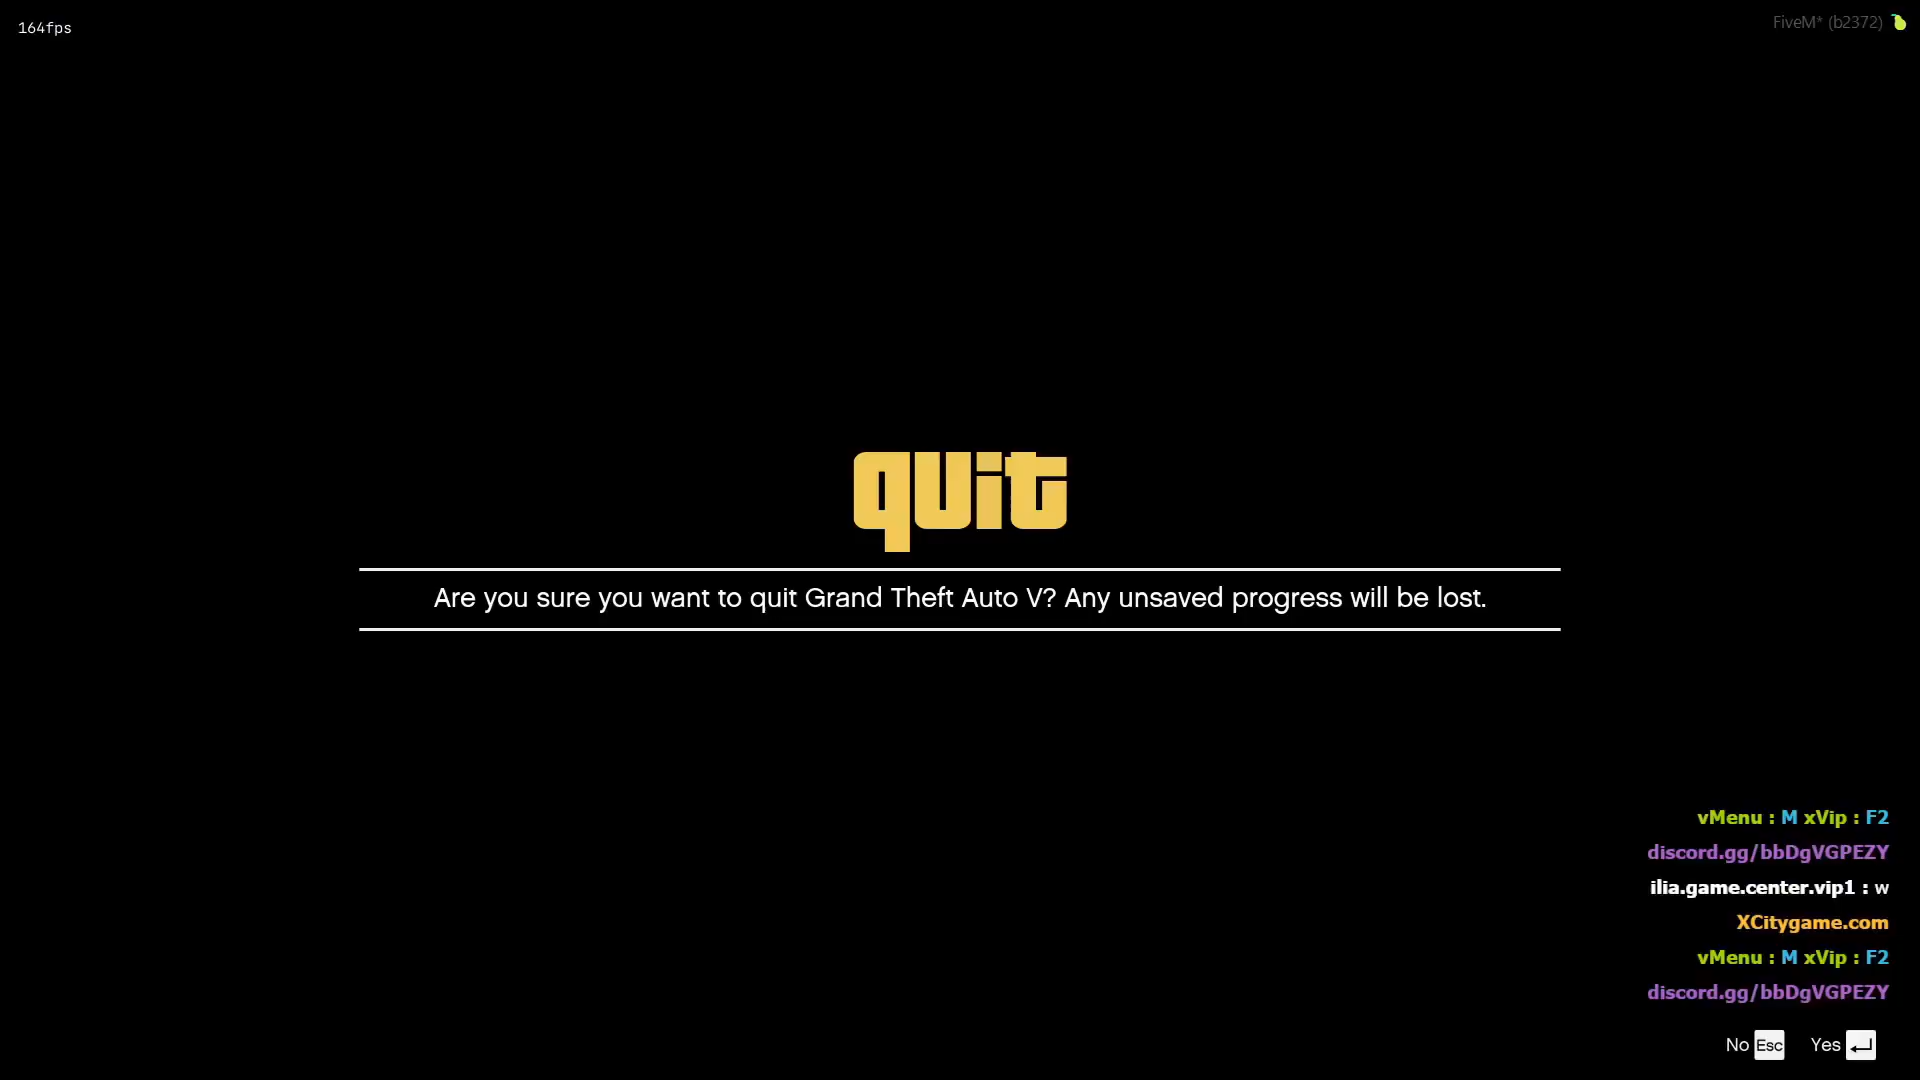 164fps
FiveM* (b2372)
quit
Are you sure you want to quit Grand Theft Auto V? Any unsaved progress will be lost.
vMenu : M xVip : F2
discord.gg/bbDgVGPEZY
ilia.game.center.vip1 : w
XCitygame.com
vMenu : M xVip : F2
discord.gg/bbDgVGPEZY
No Esc Yes